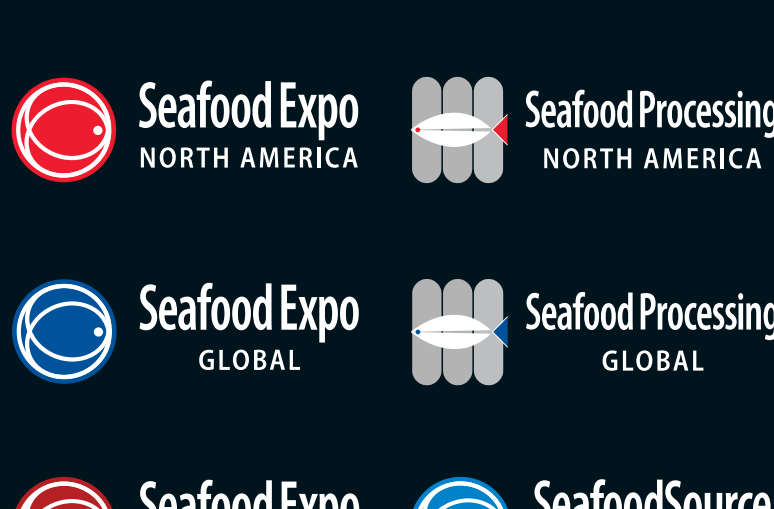 Seafood Expo
NORTH AMERICA
Seafood Processing
NORTH AMERICA
Seafood Expo
GLOBAL
Seafood Processing
GLOBAL
Seafood Expo
SeafoodSource